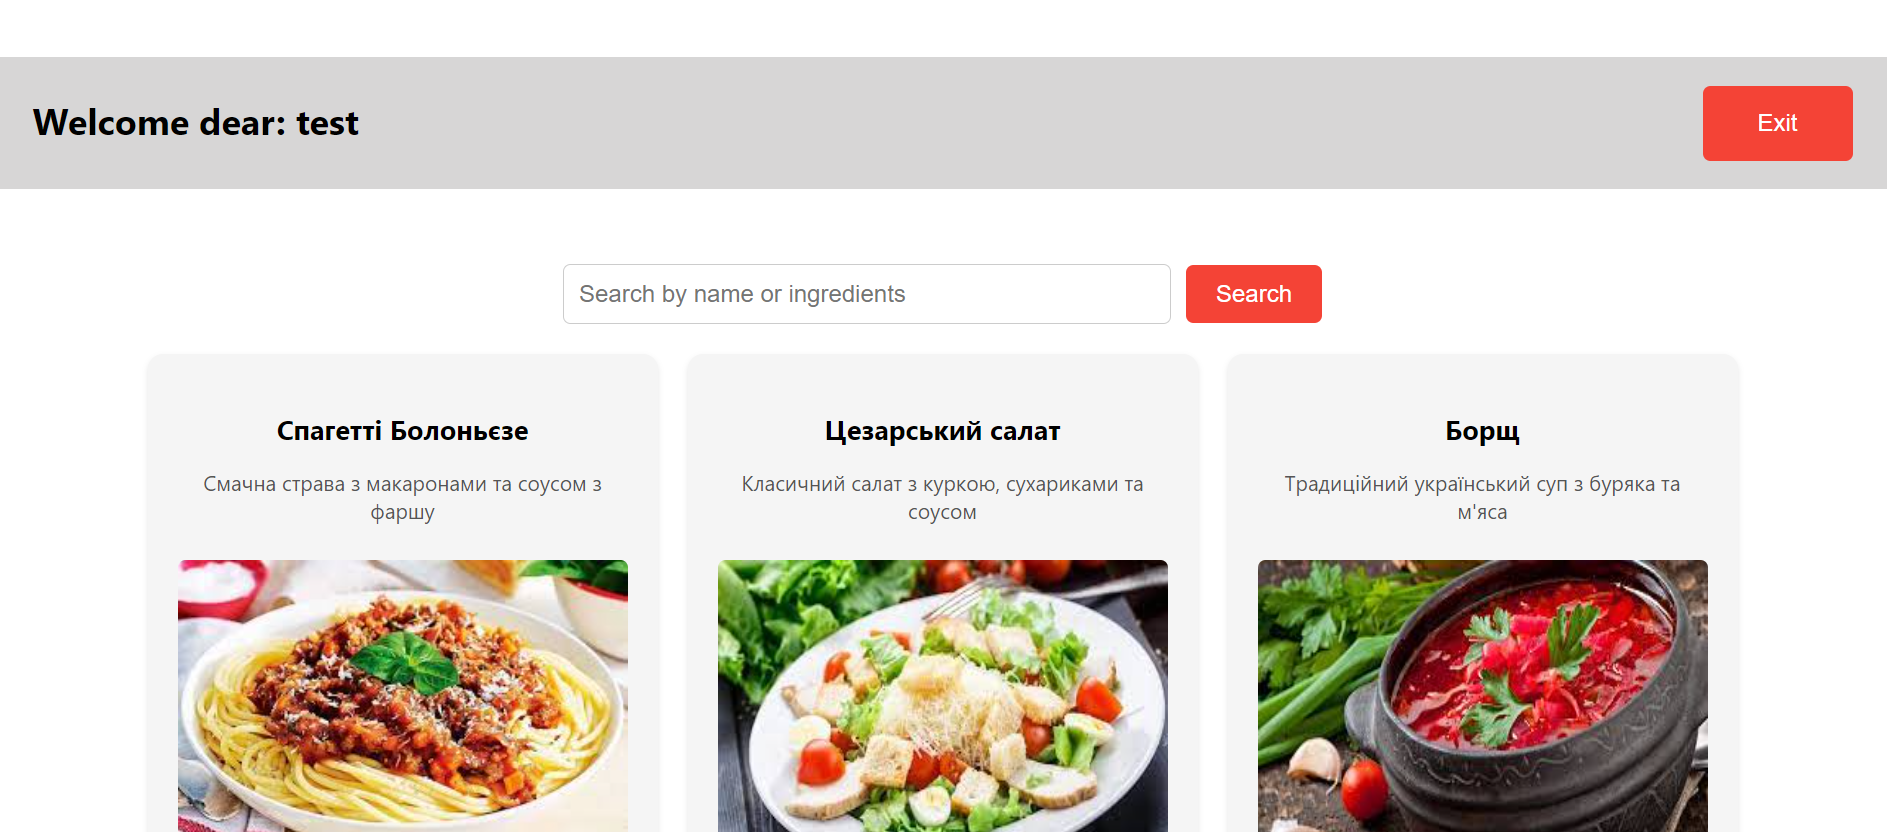 Welcome dear: test
Exit
Search by name or ingredients
Search
Спагетті Болоньєзе
Смачна страва з макаронами та соусом з
фаршу
Цезарський салат
Класичний салат з куркою, сухариками та
соусом
Борщ
Традиційний український суп з буряка та
м'яса